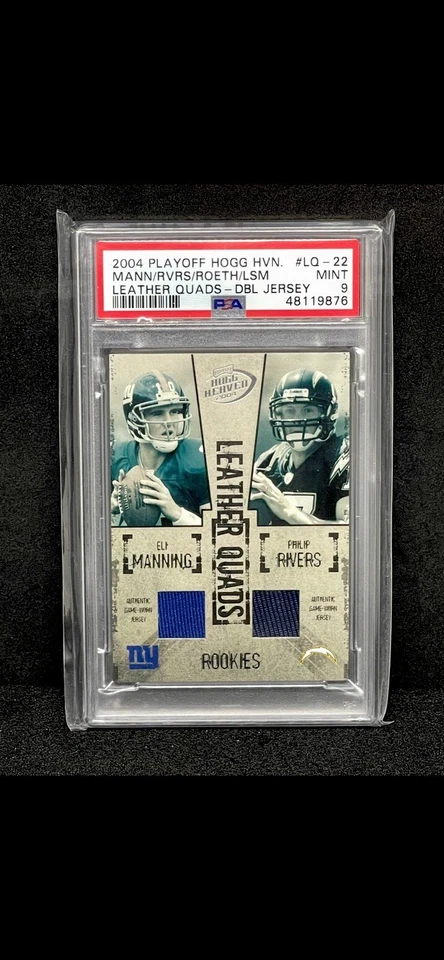 2004 PLAYOFF HOGG HVN. #LQ-22
MANN/RVRS/ROETH/LSM MINT
LEATHER QUADS-DBL JERSEY 9
PSA 48119876
HOGG
HEAVEN
2004
LEATHER QUADS
ELI
MANNING
PHILIP
RIVERS
AUTHENTIC
GAME-WORN
JERSEY
AUTHENTIC
GAME-WORN
JERSEY
ny
ROOKIES